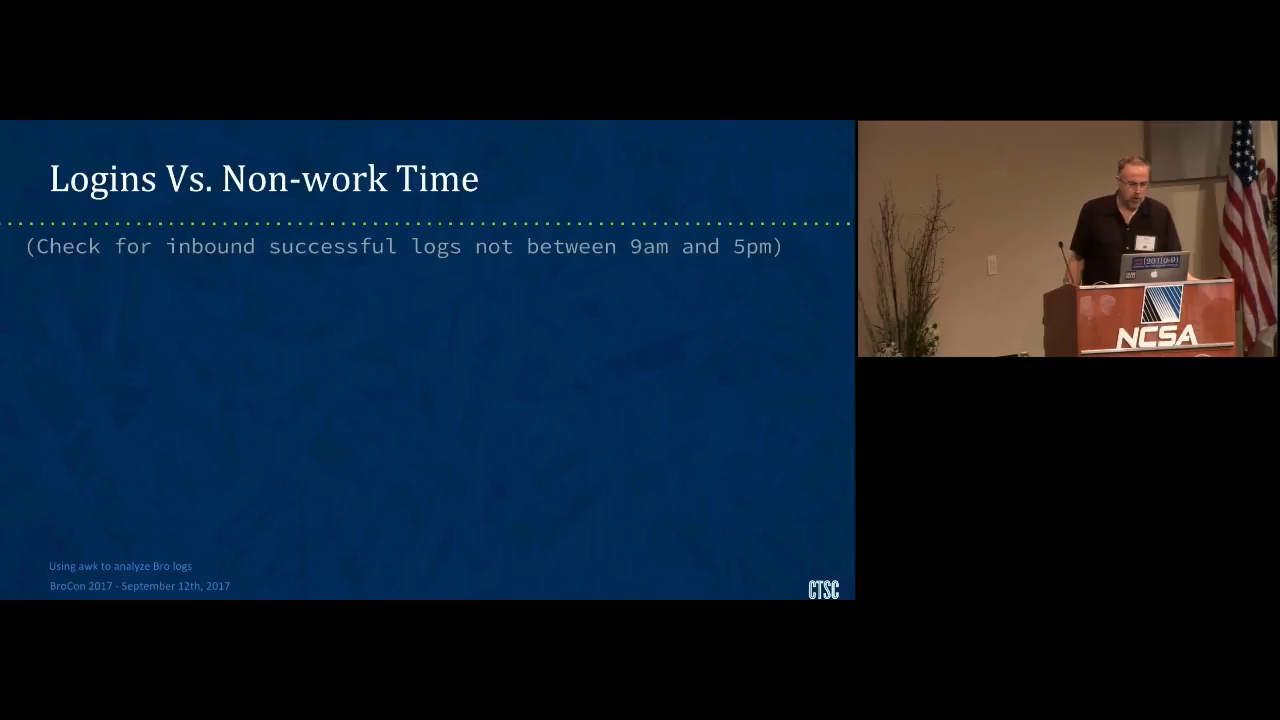 Logins Vs. Non-work Time
(Check for inbound successful logs not between 9am and 5pm)
Using awk to analyze Bro logs
BroCon 2017 - September 12th, 2017
CTSC
NCSA